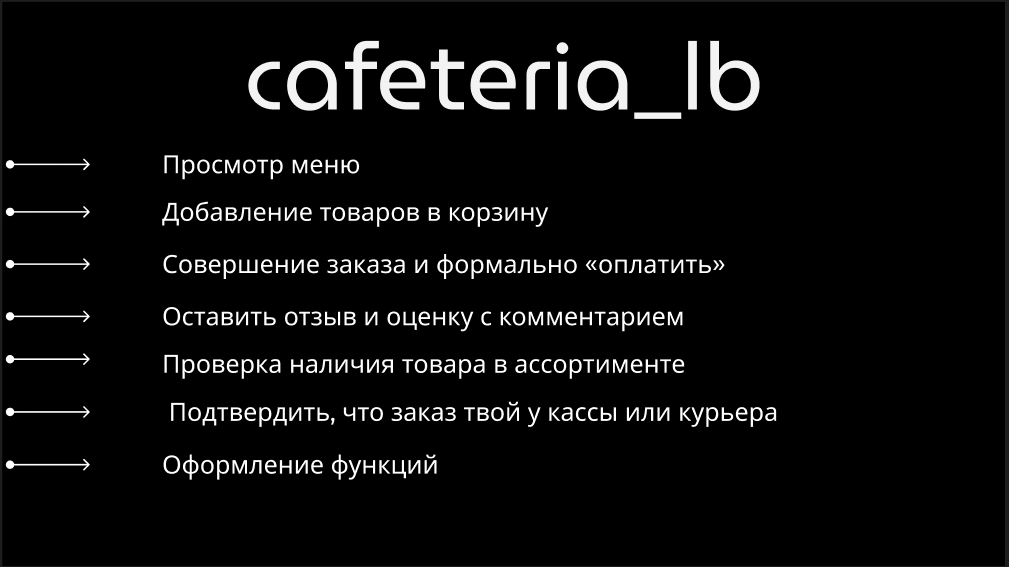 cafeteria_lb
Просмотр меню
Добавление товаров в корзину
Совершение заказа и формально «оплатить»
Оставить отзыв и оценку с комментарием
Проверка наличия товара в ассортименте
Подтвердить, что заказ твой у кассы или курьера
Оформление функций